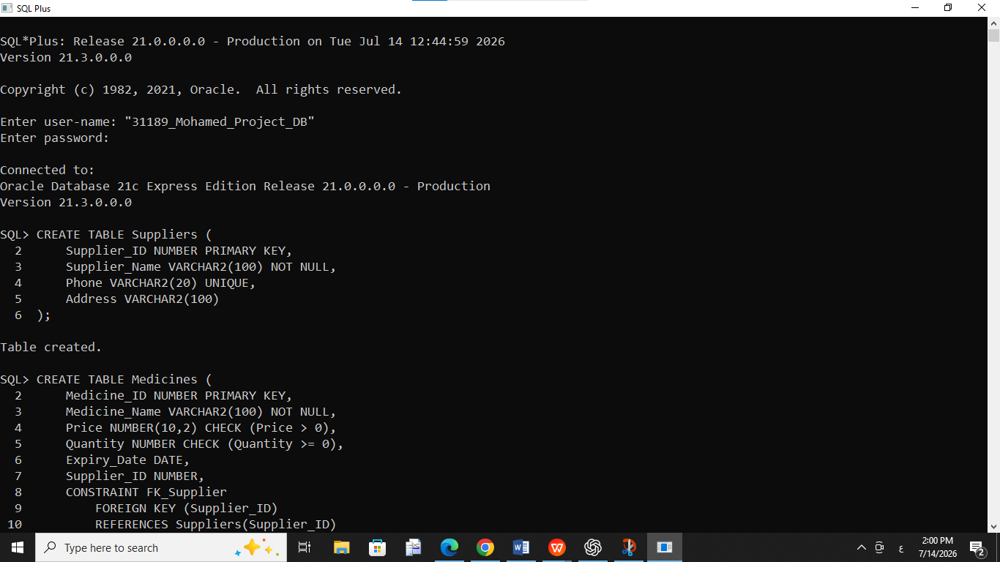 SQL Plus
SQL*Plus: Release 21.0.0.0.0 - Production on Tue Jul 14 12:44:59 2026
Version 21.3.0.0.0
Copyright (c) 1982, 2021, Oracle.  All rights reserved.
Enter user-name: "31189_Mohamed_Project_DB"
Enter password:
Connected to:
Oracle Database 21c Express Edition Release 21.0.0.0.0 - Production
Version 21.3.0.0.0
SQL> CREATE TABLE Suppliers (
  2      Supplier_ID NUMBER PRIMARY KEY,
  3      Supplier_Name VARCHAR2(100) NOT NULL,
  4      Phone VARCHAR2(20) UNIQUE,
  5      Address VARCHAR2(100)
  6  );
Table created.
SQL> CREATE TABLE Medicines (
  2      Medicine_ID NUMBER PRIMARY KEY,
  3      Medicine_Name VARCHAR2(100) NOT NULL,
  4      Price NUMBER(10,2) CHECK (Price > 0),
  5      Quantity NUMBER CHECK (Quantity >= 0),
  6      Expiry_Date DATE,
  7      Supplier_ID NUMBER,
  8      CONSTRAINT FK_Supplier
  9          FOREIGN KEY (Supplier_ID)
 10          REFERENCES Suppliers(Supplier_ID)
Type here to search
ع
2:00 PM
7/14/2026
2